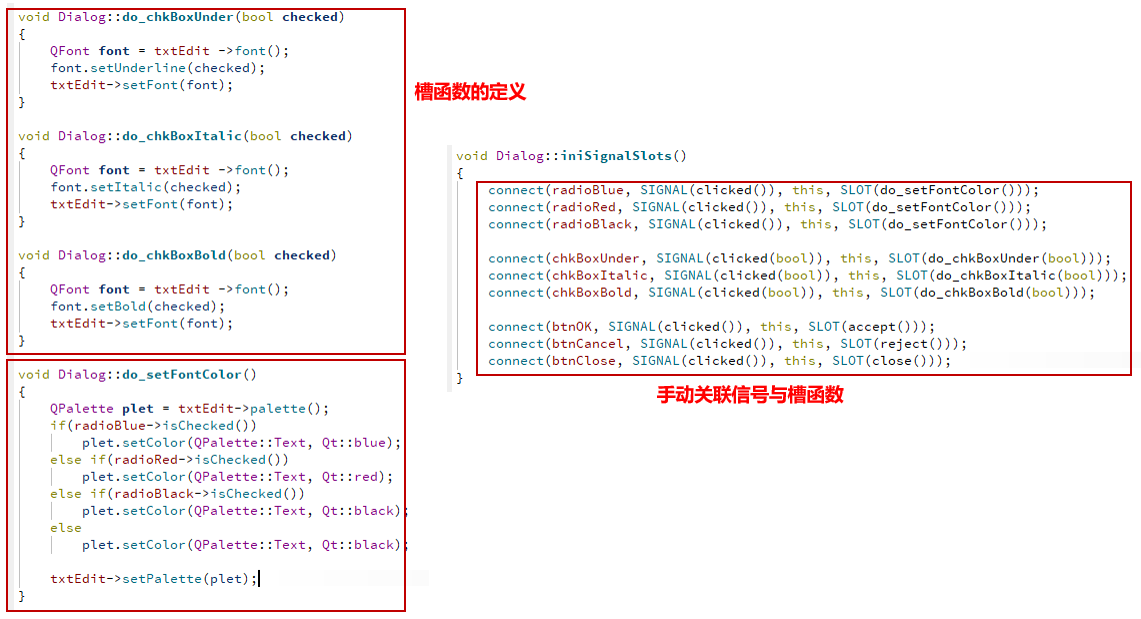 void Dialog::do_chkBoxUnder(bool checked)
{
    QFont font = txtEdit ->font();
    font.setUnderline(checked);
    txtEdit->setFont(font);
}
void Dialog::do_chkBoxItalic(bool checked)
{
    QFont font = txtEdit ->font();
    font.setItalic(checked);
    txtEdit->setFont(font);
}
void Dialog::do_chkBoxBold(bool checked)
{
    QFont font = txtEdit ->font();
    font.setBold(checked);
    txtEdit->setFont(font);
}
槽函数的定义
void Dialog::do_setFontColor()
{
    QPalette plet = txtEdit->palette();
    if(radioBlue->isChecked())
        plet.setColor(QPalette::Text, Qt::blue);
    else if(radioRed->isChecked())
        plet.setColor(QPalette::Text, Qt::red);
    else if(radioBlack->isChecked())
        plet.setColor(QPalette::Text, Qt::black);
    else
        plet.setColor(QPalette::Text, Qt::black);
    txtEdit->setPalette(plet);
}
void Dialog::iniSignalSlots()
{
    connect(radioBlue, SIGNAL(clicked()), this, SLOT(do_setFontColor()));
    connect(radioRed, SIGNAL(clicked()), this, SLOT(do_setFontColor()));
    connect(radioBlack, SIGNAL(clicked()), this, SLOT(do_setFontColor()));
    connect(chkBoxUnder, SIGNAL(clicked(bool)), this, SLOT(do_chkBoxUnder(bool)));
    connect(chkBoxItalic, SIGNAL(clicked(bool)), this, SLOT(do_chkBoxItalic(bool)));
    connect(chkBoxBold, SIGNAL(clicked(bool)), this, SLOT(do_chkBoxBold(bool)));
    connect(btnOK, SIGNAL(clicked()), this, SLOT(accept()));
    connect(btnCancel, SIGNAL(clicked()), this, SLOT(reject()));
    connect(btnClose, SIGNAL(clicked()), this, SLOT(close()));
}
手动关联信号与槽函数